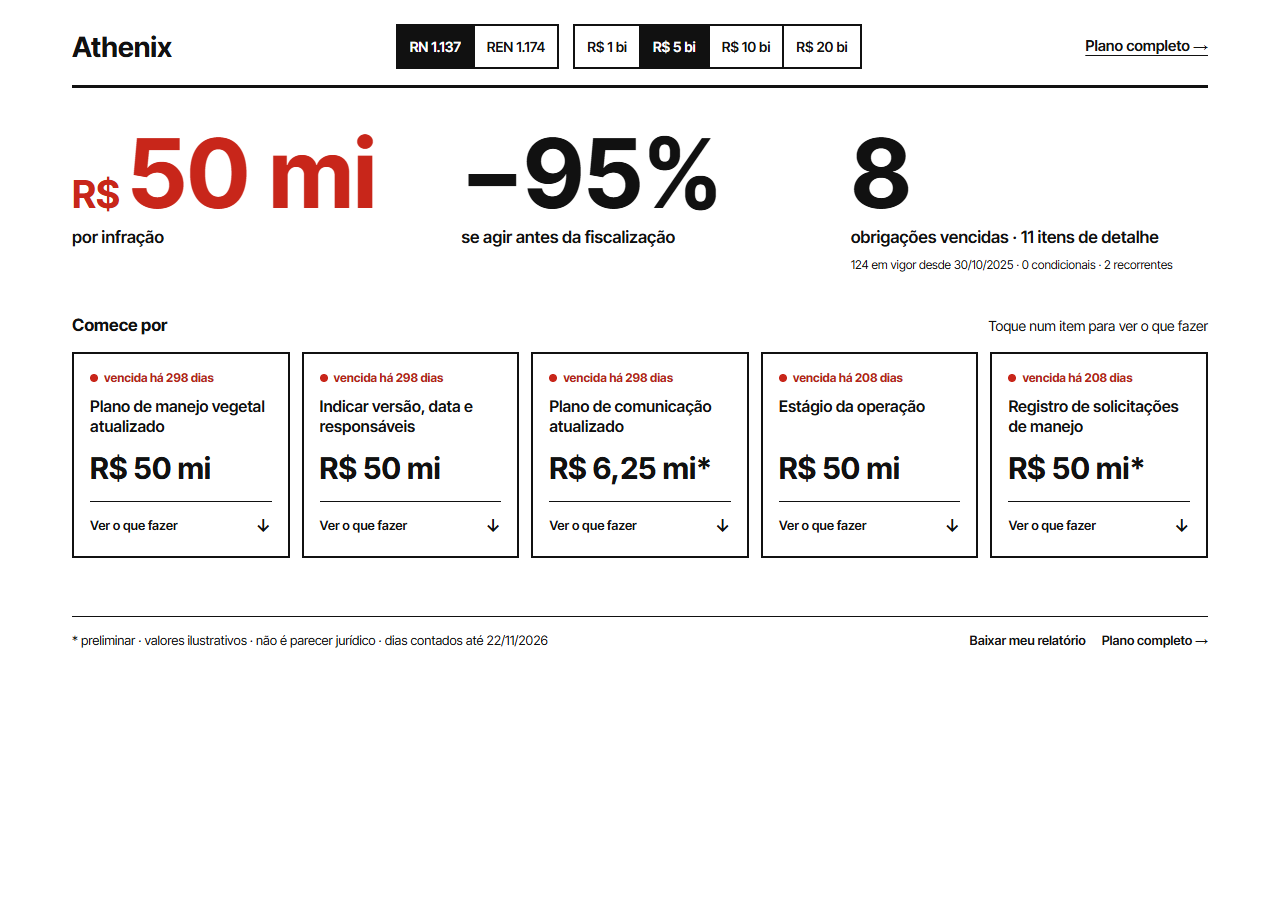 Athenix
RN 1.137
REN 1.174
R$ 1 bi
R$ 5 bi
R$ 10 bi
R$ 20 bi
Plano completo →
R$ 50 mi
por infração
−95%
se agir antes da fiscalização
8
obrigações vencidas · 11 itens de detalhe
124 em vigor desde 30/10/2025 · 0 condicionais · 2 recorrentes
Comece por
Toque num item para ver o que fazer
vencida há 298 dias
Plano de manejo vegetal
atualizado
R$ 50 mi
Ver o que fazer ↓
vencida há 298 dias
Indicar versão, data e
responsáveis
R$ 50 mi
Ver o que fazer ↓
vencida há 298 dias
Plano de comunicação
atualizado
R$ 6,25 mi*
Ver o que fazer ↓
vencida há 208 dias
Estágio da operação
R$ 50 mi
Ver o que fazer ↓
vencida há 208 dias
Registro de solicitações
de manejo
R$ 50 mi*
Ver o que fazer ↓
* preliminar · valores ilustrativos · não é parecer jurídico · dias contados até 22/11/2026
Baixar meu relatório
Plano completo →